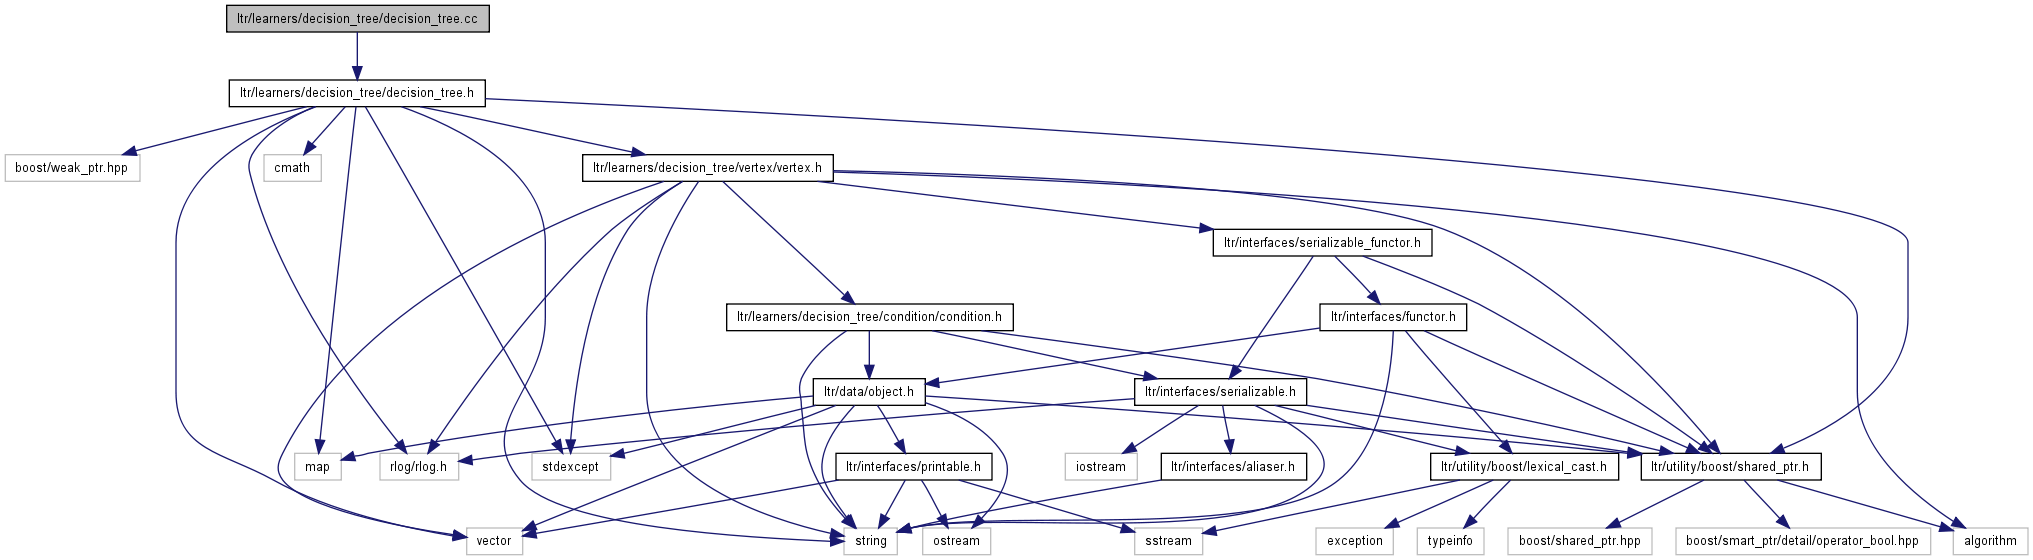 ltr/learners/decision_tree/decision_tree.cc
ltr/learners/decision_tree/decision_tree.h
boost/weak_ptr.hpp
cmath
ltr/learners/decision_tree/vertex/vertex.h
ltr/interfaces/serializable_functor.h
ltr/learners/decision_tree/condition/condition.h
ltr/interfaces/functor.h
ltr/data/object.h
ltr/interfaces/serializable.h
map
rlog/rlog.h
stdexcept
ltr/interfaces/printable.h
iostream
ltr/interfaces/aliaser.h
ltr/utility/boost/lexical_cast.h
ltr/utility/boost/shared_ptr.h
vector
string
ostream
sstream
exception
typeinfo
boost/shared_ptr.hpp
boost/smart_ptr/detail/operator_bool.hpp
algorithm